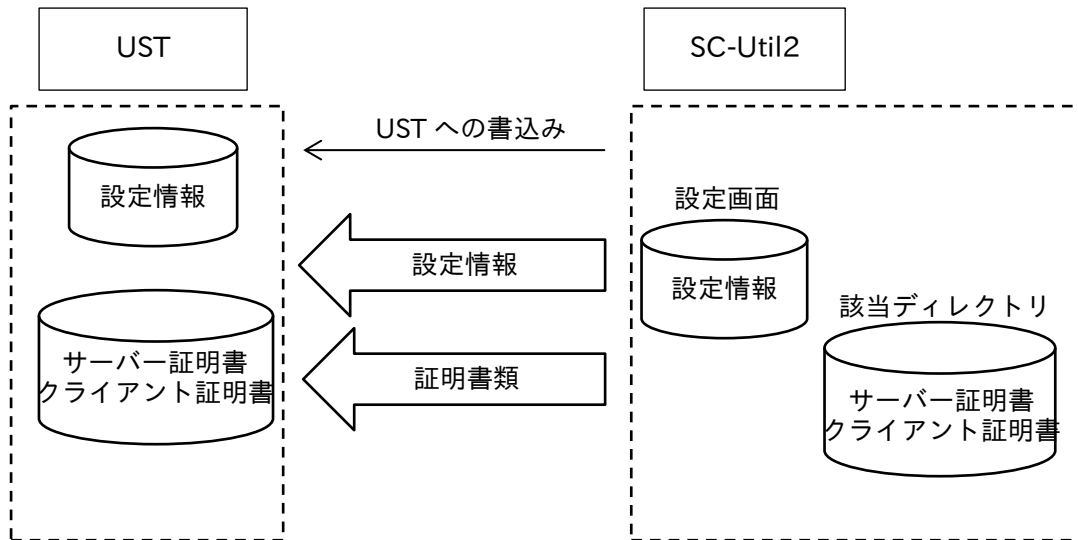 UST
SC-Util2
UST への書込み
設定情報
設定画面
設定情報
設定情報
該当ディレクトリ
サーバー証明書
クライアント証明書
証明書類
サーバー証明書
クライアント証明書